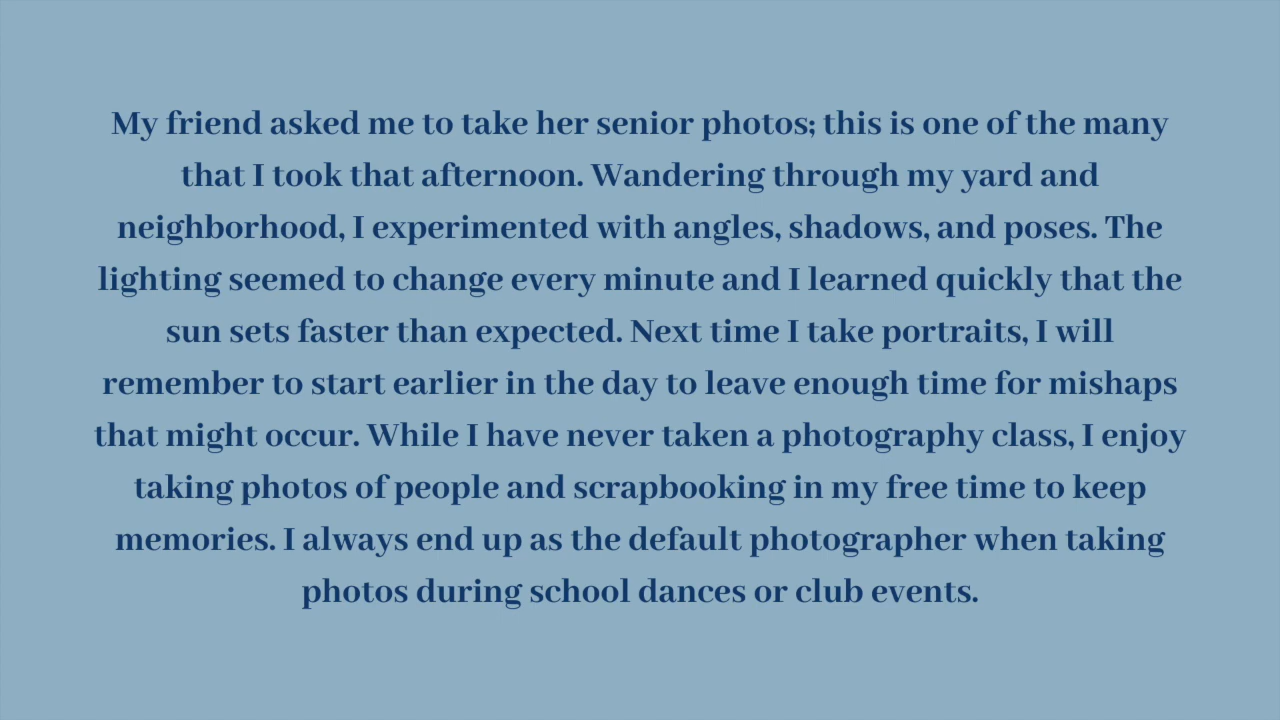 My friend asked me to take her senior photos; this is one of the many
that I took that afternoon. Wandering through my yard and
neighborhood, I experimented with angles, shadows, and poses. The
lighting seemed to change every minute and I learned quickly that the
sun sets faster than expected. Next time I take portraits, I will
remember to start earlier in the day to leave enough time for mishaps
that might occur. While I have never taken a photography class, I enjoy
taking photos of people and scrapbooking in my free time to keep
memories. I always end up as the default photographer when taking
photos during school dances or club events.